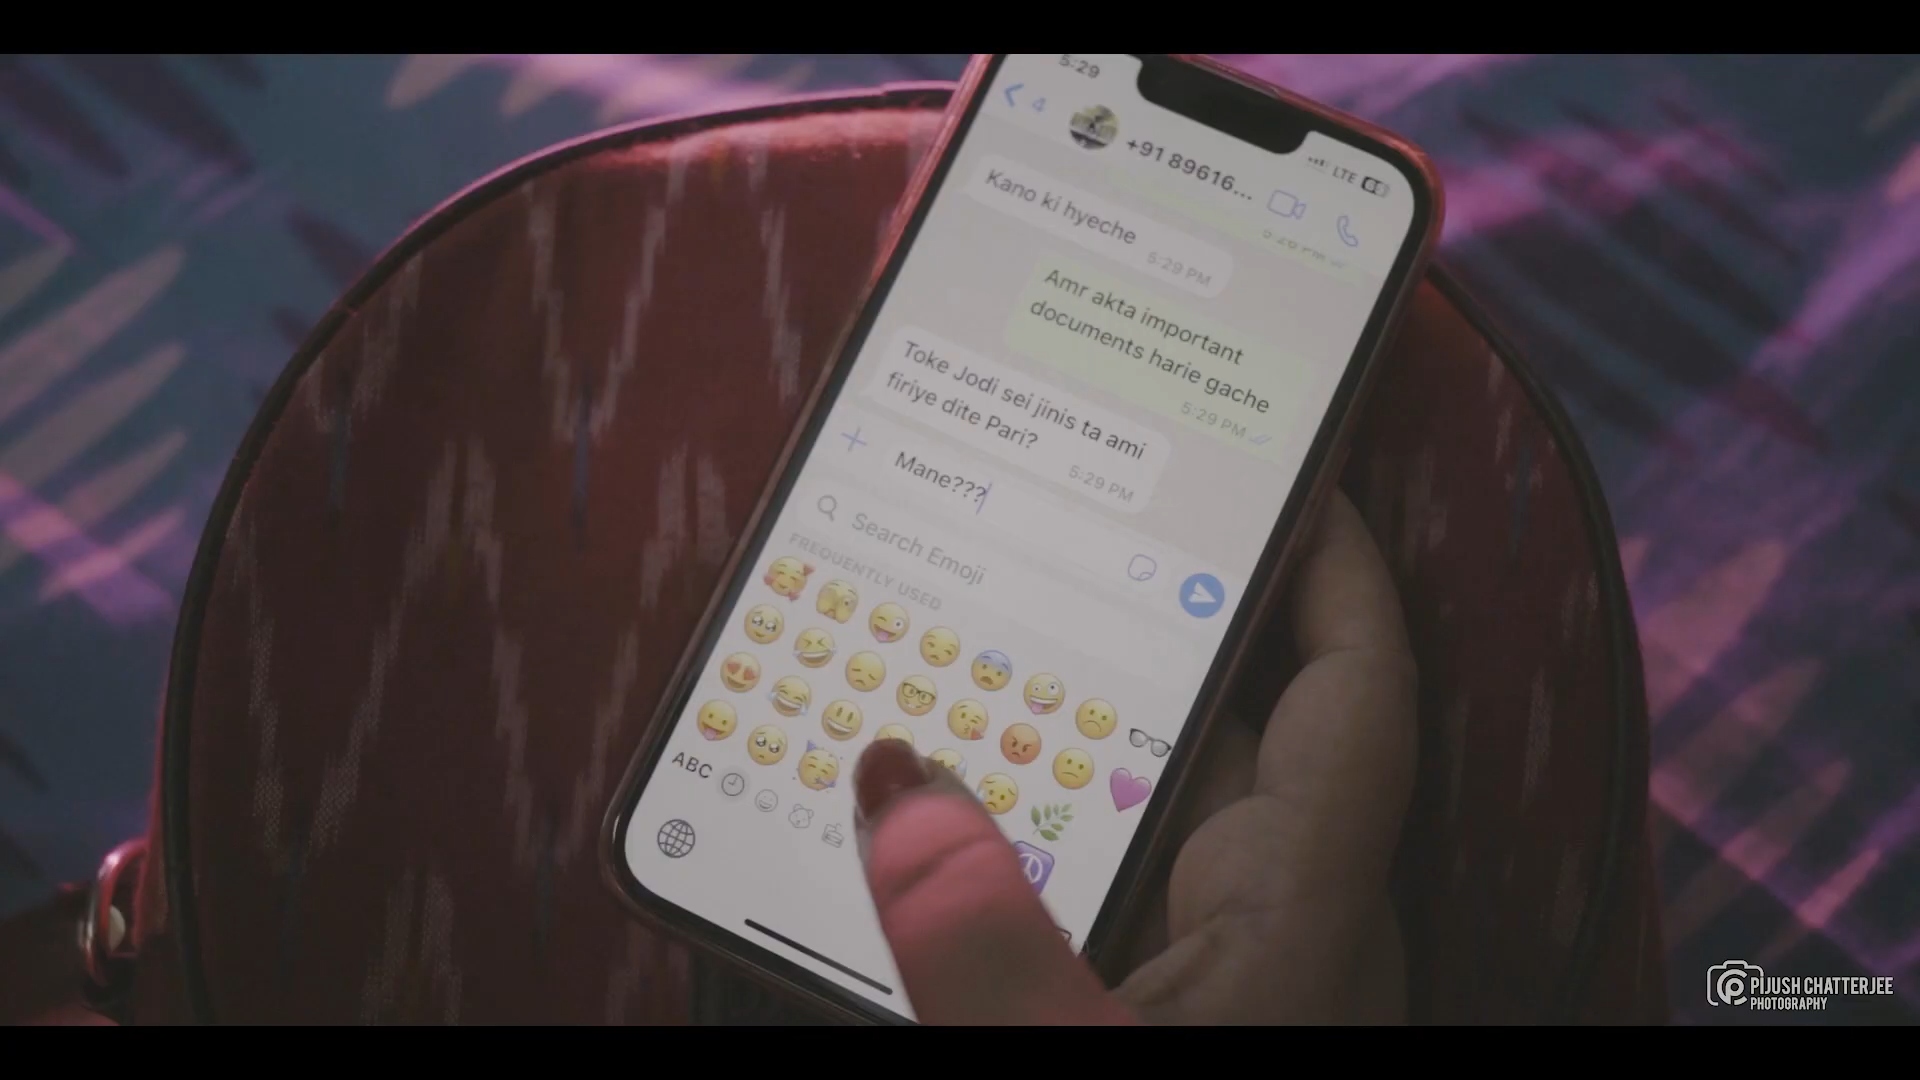 5:29
4
+91 89616...
LTE
Kano ki hyeche
5:29 PM
Amr akta important
documents harie gache
5:29 PM
Toke Jodi sei jinis ta ami
firiye dite Pari?
5:29 PM
Mane???
Search Emoji
FREQUENTLY USED
ABC
PIJUSH CHATTERJEE
PHOTOGRAPHY